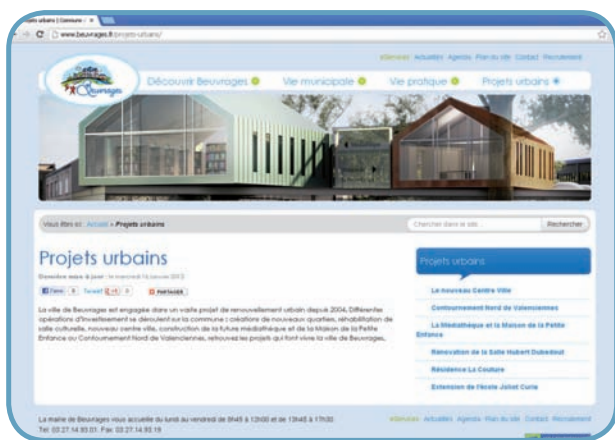 projets urbains | Commune
www.beuvrages.fr/projets-urbains/
eServices Actualités Agenda Plan du site Contact Recrutement
Beuvrages
Découvrir Beuvrages
Vie municipale
Vie pratique
Projets urbains
Vous êtes ici : Accueil » Projets urbains
Chercher dans le site...
Rechercher
Projets urbains
Dernière mise à jour : le mercredi 16 Janvier 2013
J'aime 0 Tweet 0 +1 0 PARTAGER
La ville de Beuvrages est engagée dans un vaste projet de renouvellement urbain depuis 2004. Différentes
opérations d'investissement se déroulent sur la commune : créations de nouveaux quartiers, réhabilitation de
salle culturelle, nouveau centre ville, construction de la future médiathèque et de la Maison de la Petite
Enfance ou Contournement Nord de Valenciennes, retrouvez les projets qui font vivre la ville de Beuvrages.
Projets urbains
Le nouveau Centre Ville
Contournement Nord de Valenciennes
La Médiathèque et la Maison de la Petite
Enfance
Rénovation de la Salle Hubert Dubedout
Résidence La Couture
Extension de l'école Joliot Curie
La mairie de Beuvrages vous accueille du lundi au vendredi de 8h45 à 12h00 et de 13h45 à 17h30.
Tel: 03.27.14.93.01. Fax: 03.27.14.93.19
eServices Actualités Agenda Plan du site Contact Recrutement